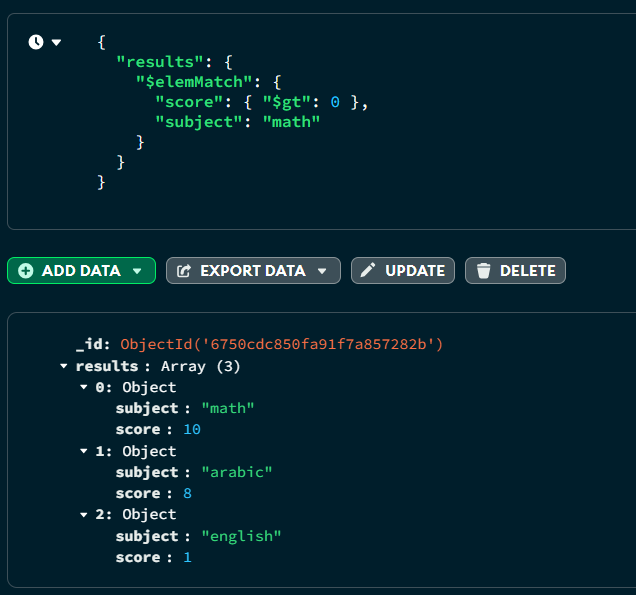 {
"results": {
"$elemMatch": {
"score": { "$gt": 0 },
"subject": "math"
}
}
}
ADD DATA EXPORT DATA UPDATE DELETE
_id: ObjectId('6750cdc850fa91f7a857282b')
results : Array (3)
0: Object
subject : "math"
score : 10
1: Object
subject : "arabic"
score : 8
2: Object
subject : "english"
score : 1